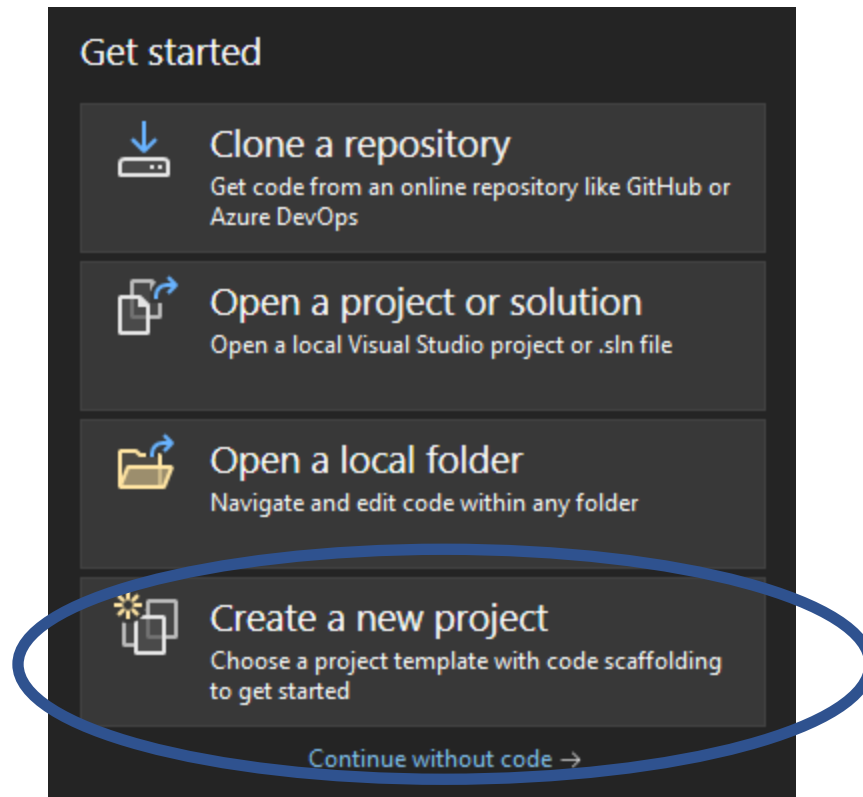 Get started
Clone a repository
Get code from an online repository like GitHub or
Azure DevOps
Open a project or solution
Open a local Visual Studio project or .sln file
Open a local folder
Navigate and edit code within any folder
Create a new project
Choose a project template with code scaffolding
to get started
Continue without code →